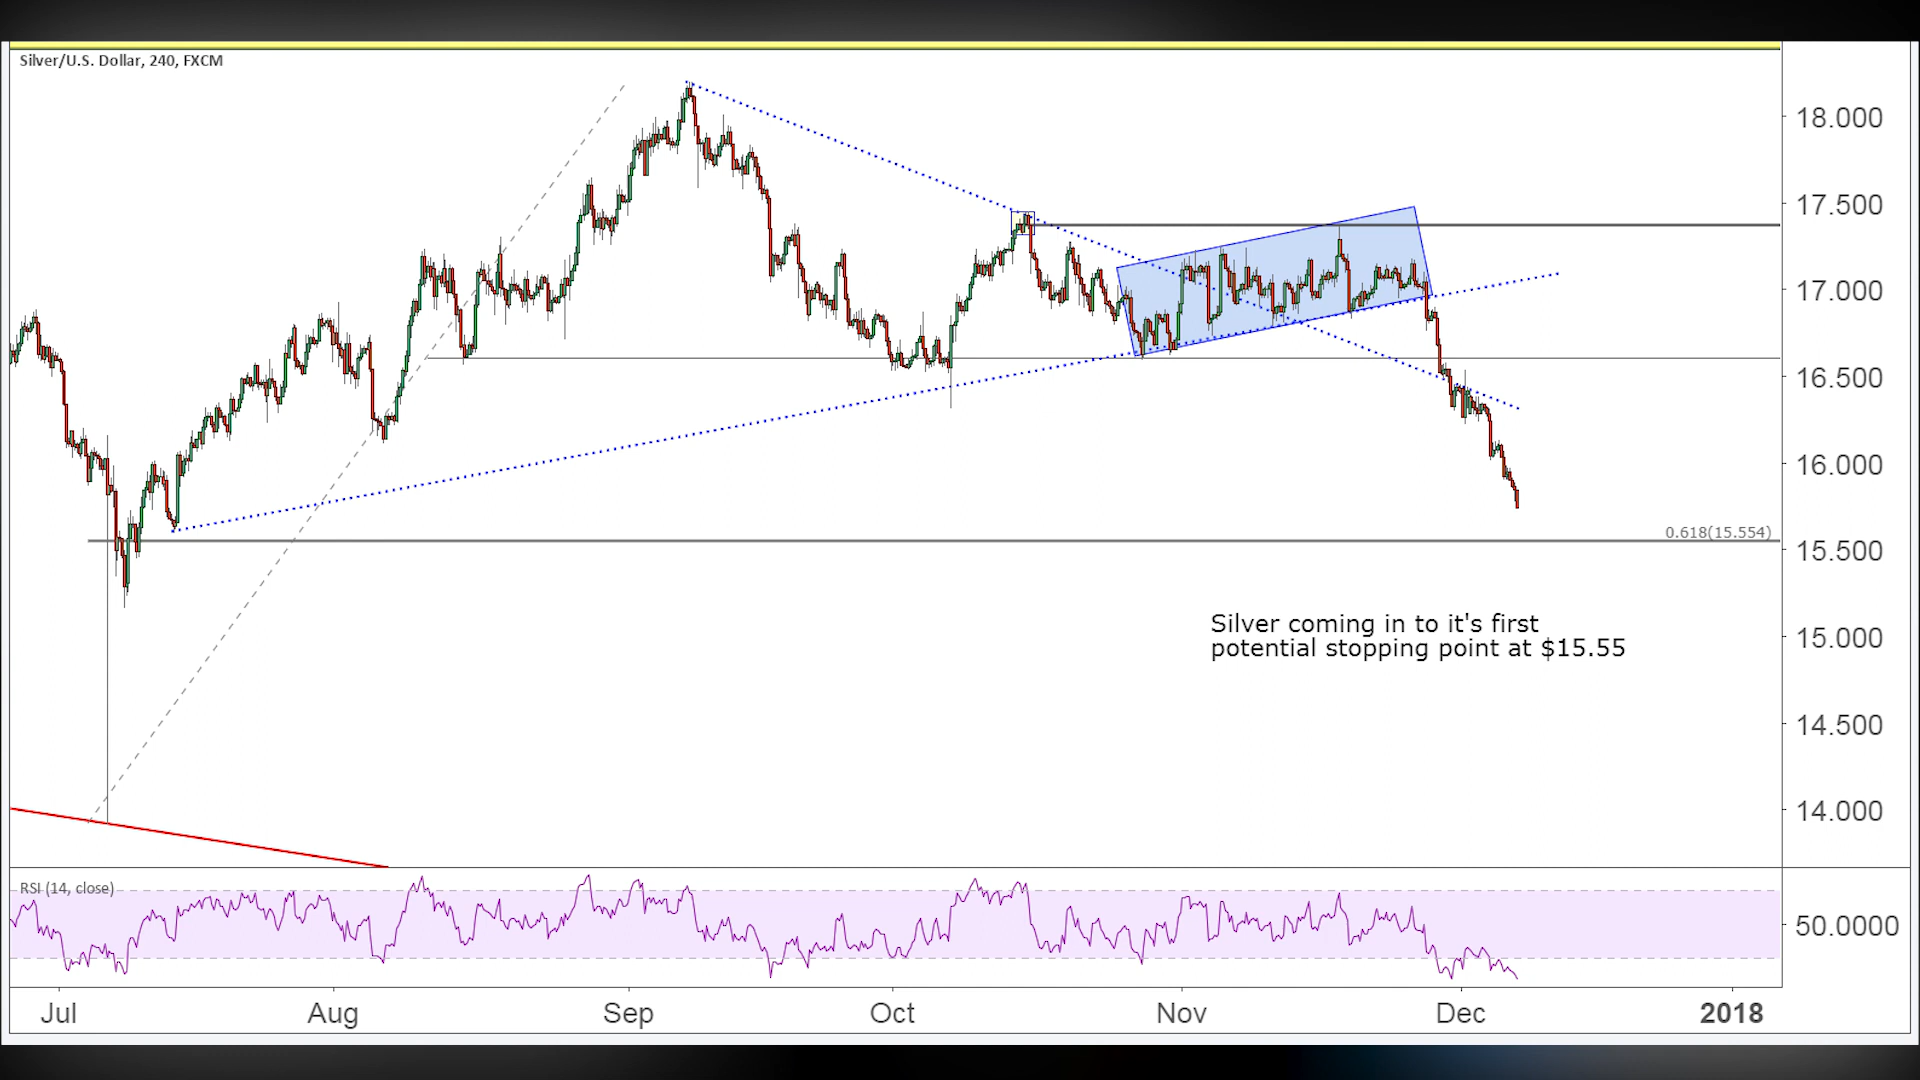 Silver/U.S. Dollar, 240, FXCM
18.000
17.500
17.000
16.500
16.000
0.618(15.554)
15.500
Silver coming in to it's first
potential stopping point at $15.55
15.000
14.500
14.000
RSI (14, close)
50.0000
Jul Aug Sep Oct Nov Dec 2018